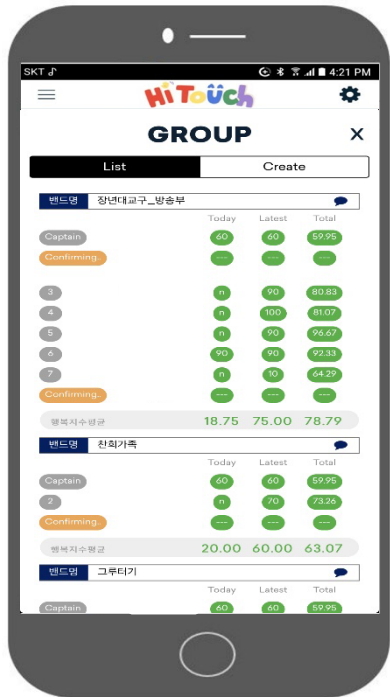 SKT 4:21 PM
Hi Toüch
GROUP X
List Create
밴드명 장년대교구_방송부
Today Latest Total
Captain 60 60 59.95
Confirming.. --- --- ---
3 n 90 80.83
4 n 100 81.07
5 n 90 96.67
6 90 90 92.33
7 n 10 64.29
Confirming.. --- --- ---
행복지수평균 18.75 75.00 78.79
밴드명 찬희가족
Today Latest Total
Captain 60 60 59.95
2 n 70 73.26
Confirming.. --- --- ---
행복지수평균 20.00 60.00 63.07
밴드명 그루터기
Today Latest Total
Captain 60 60 59.95